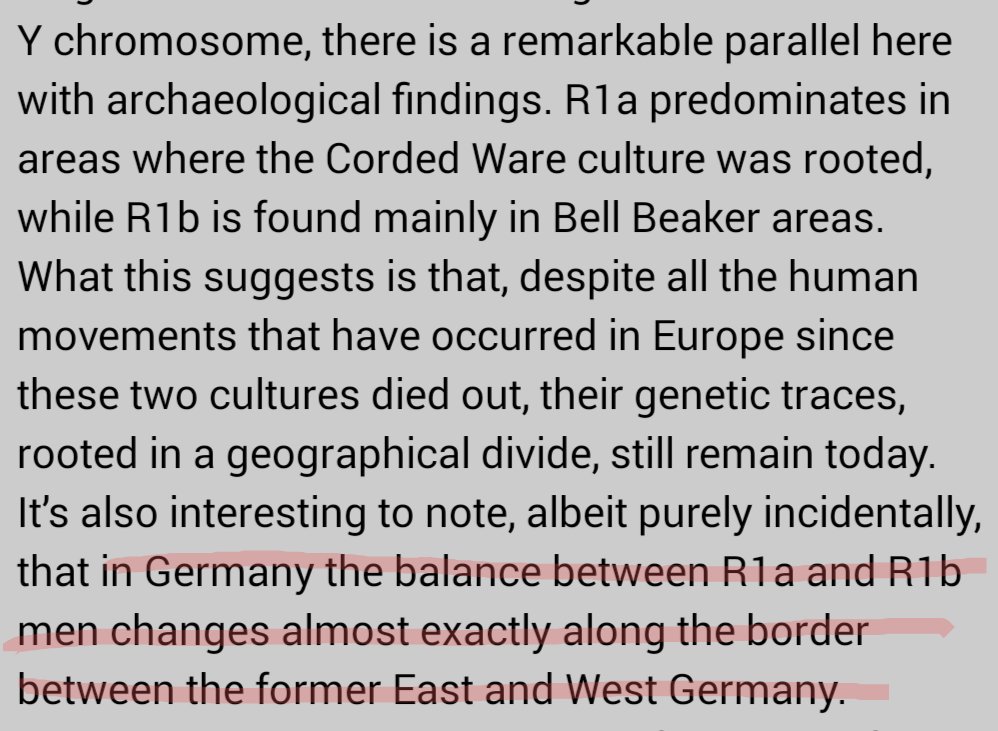 Y chromosome, there is a remarkable parallel here
with archaeological findings. R1a predominates in
areas where the Corded Ware culture was rooted,
while R1b is found mainly in Bell Beaker areas.
What this suggests is that, despite all the human
movements that have occurred in Europe since
these two cultures died out, their genetic traces,
rooted in a geographical divide, still remain today.
It's also interesting to note, albeit purely incidentally,
that in Germany the balance between R1a and R1b
men changes almost exactly along the border
between the former East and West Germany.